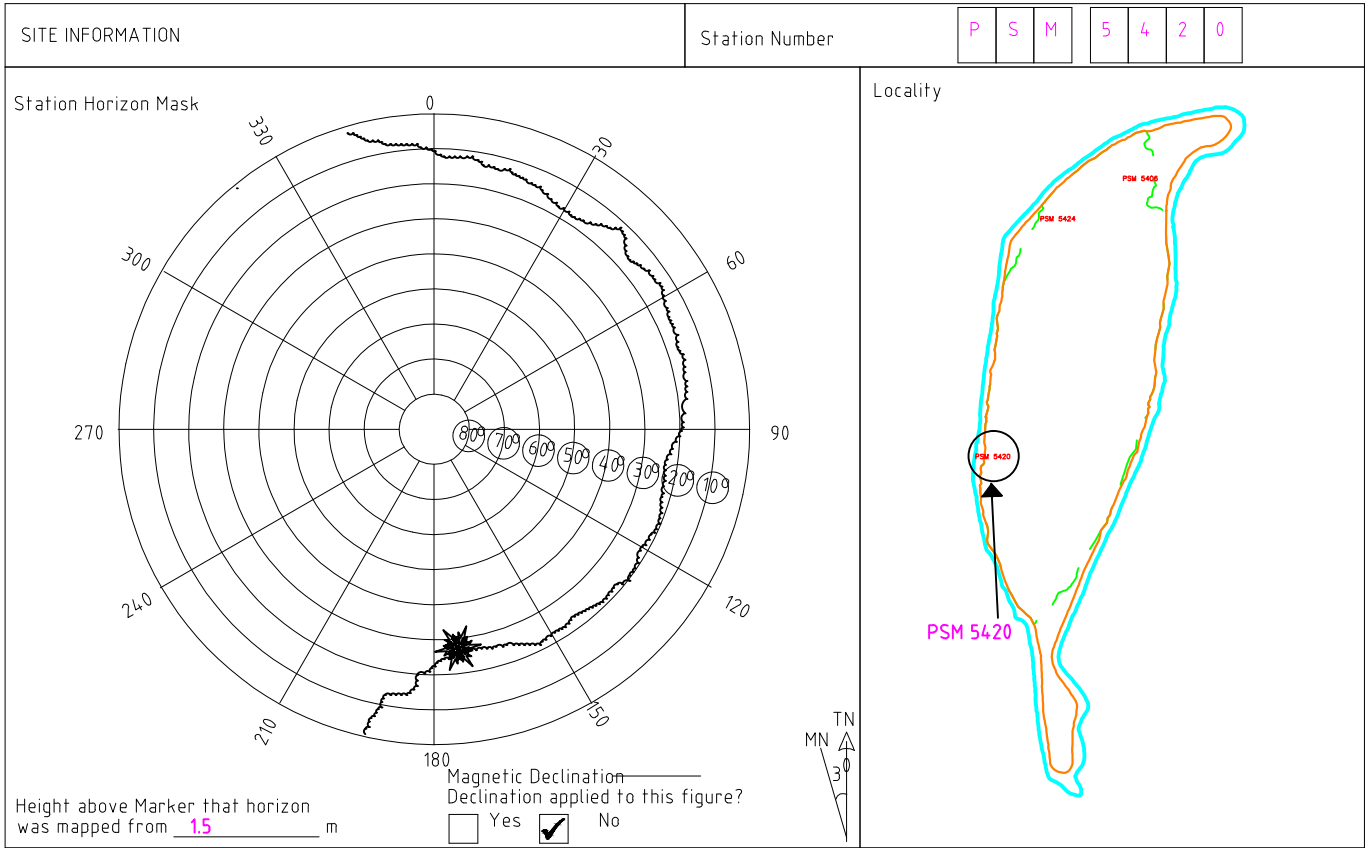 SITE INFORMATION
Station Number
P S M 5 4 2 0
Station Horizon Mask
0
30
60
90
120
150
180
210
240
270
300
330
80°
70°
60°
50°
40°
30°
20°
10°
Magnetic Declination
Declination applied to this figure?
Yes
No
Height above Marker that horizon
was mapped from 1.5 m
TN
MN
3°
Locality
PSM 5406
PSM 5424
PSM 5420
PSM 5420